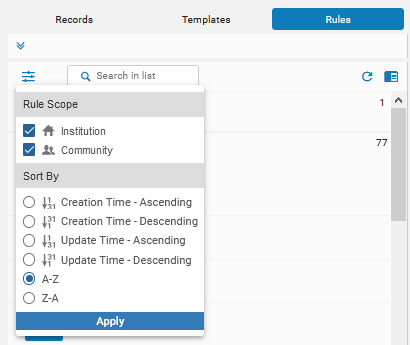 Records Templates Rules
Search in list
Rule Scope
1
Institution
77
Community
Sort By
Creation Time - Ascending
Creation Time - Descending
Update Time - Ascending
Update Time - Descending
A-Z
Z-A
Apply